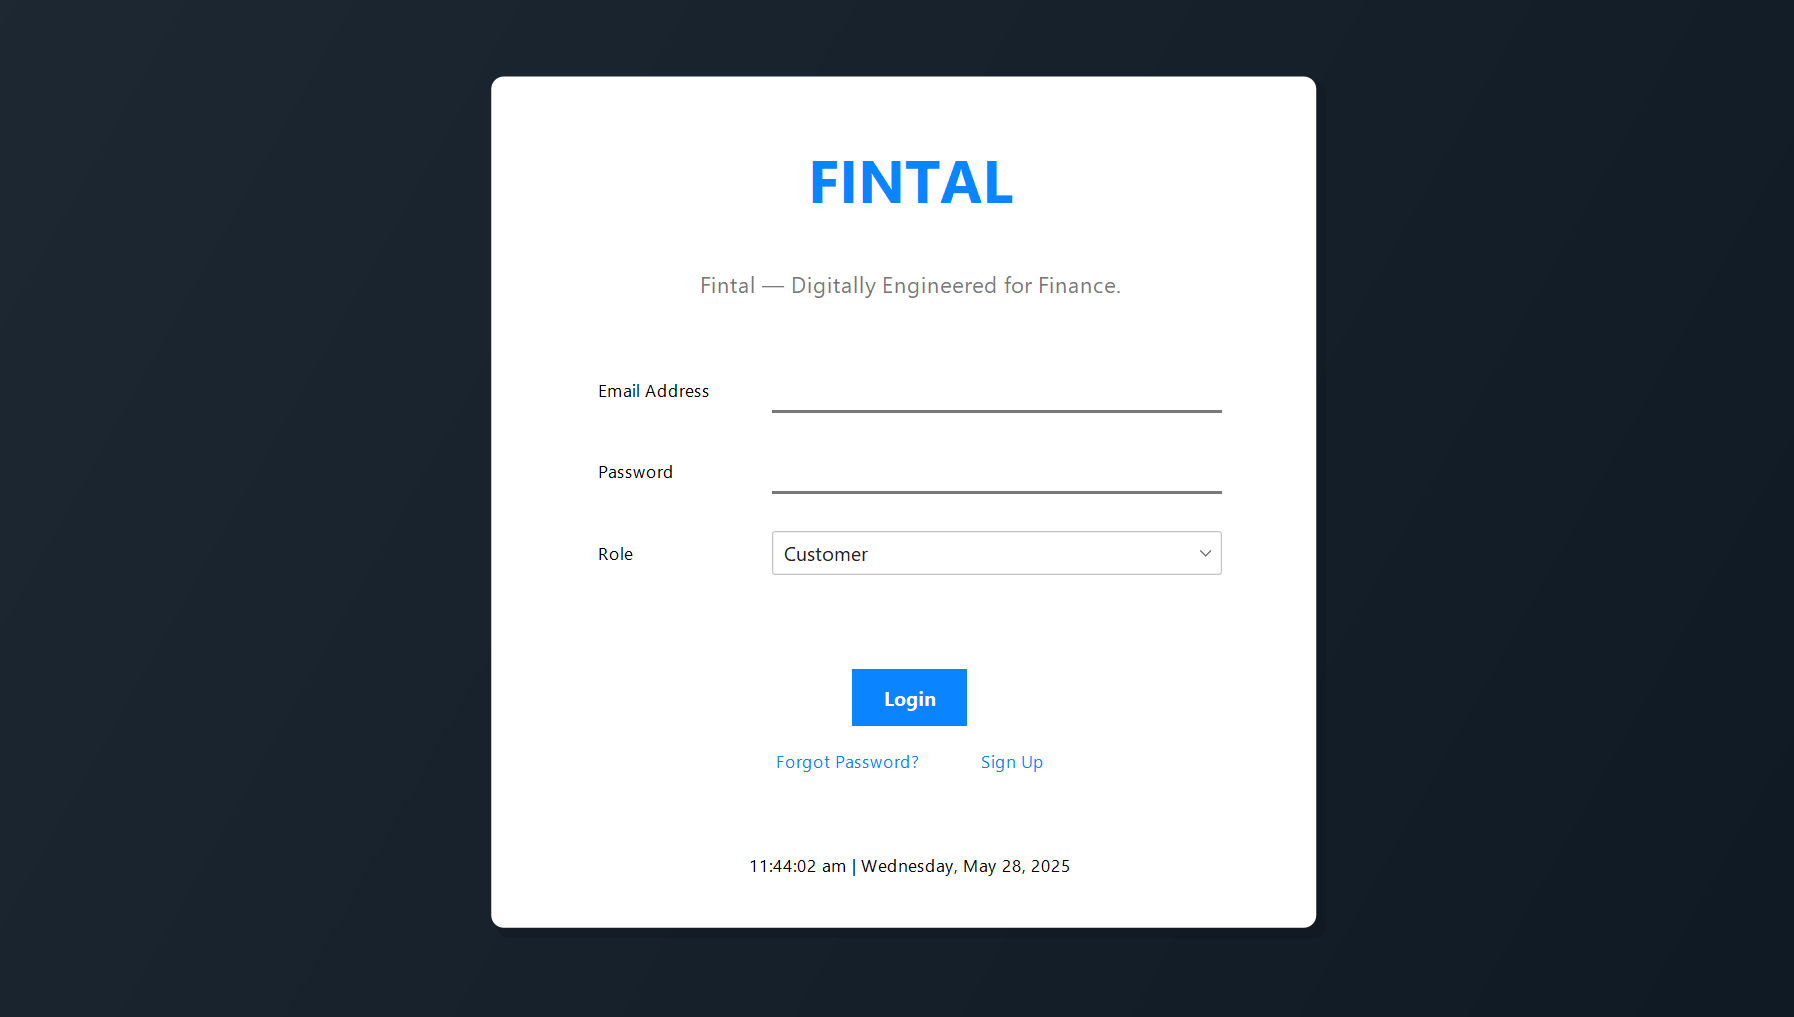 FINTAL
Fintal — Digitally Engineered for Finance.
Email Address
Password
Role
Customer
Login
Forgot Password?
Sign Up
11:44:02 am | Wednesday, May 28, 2025